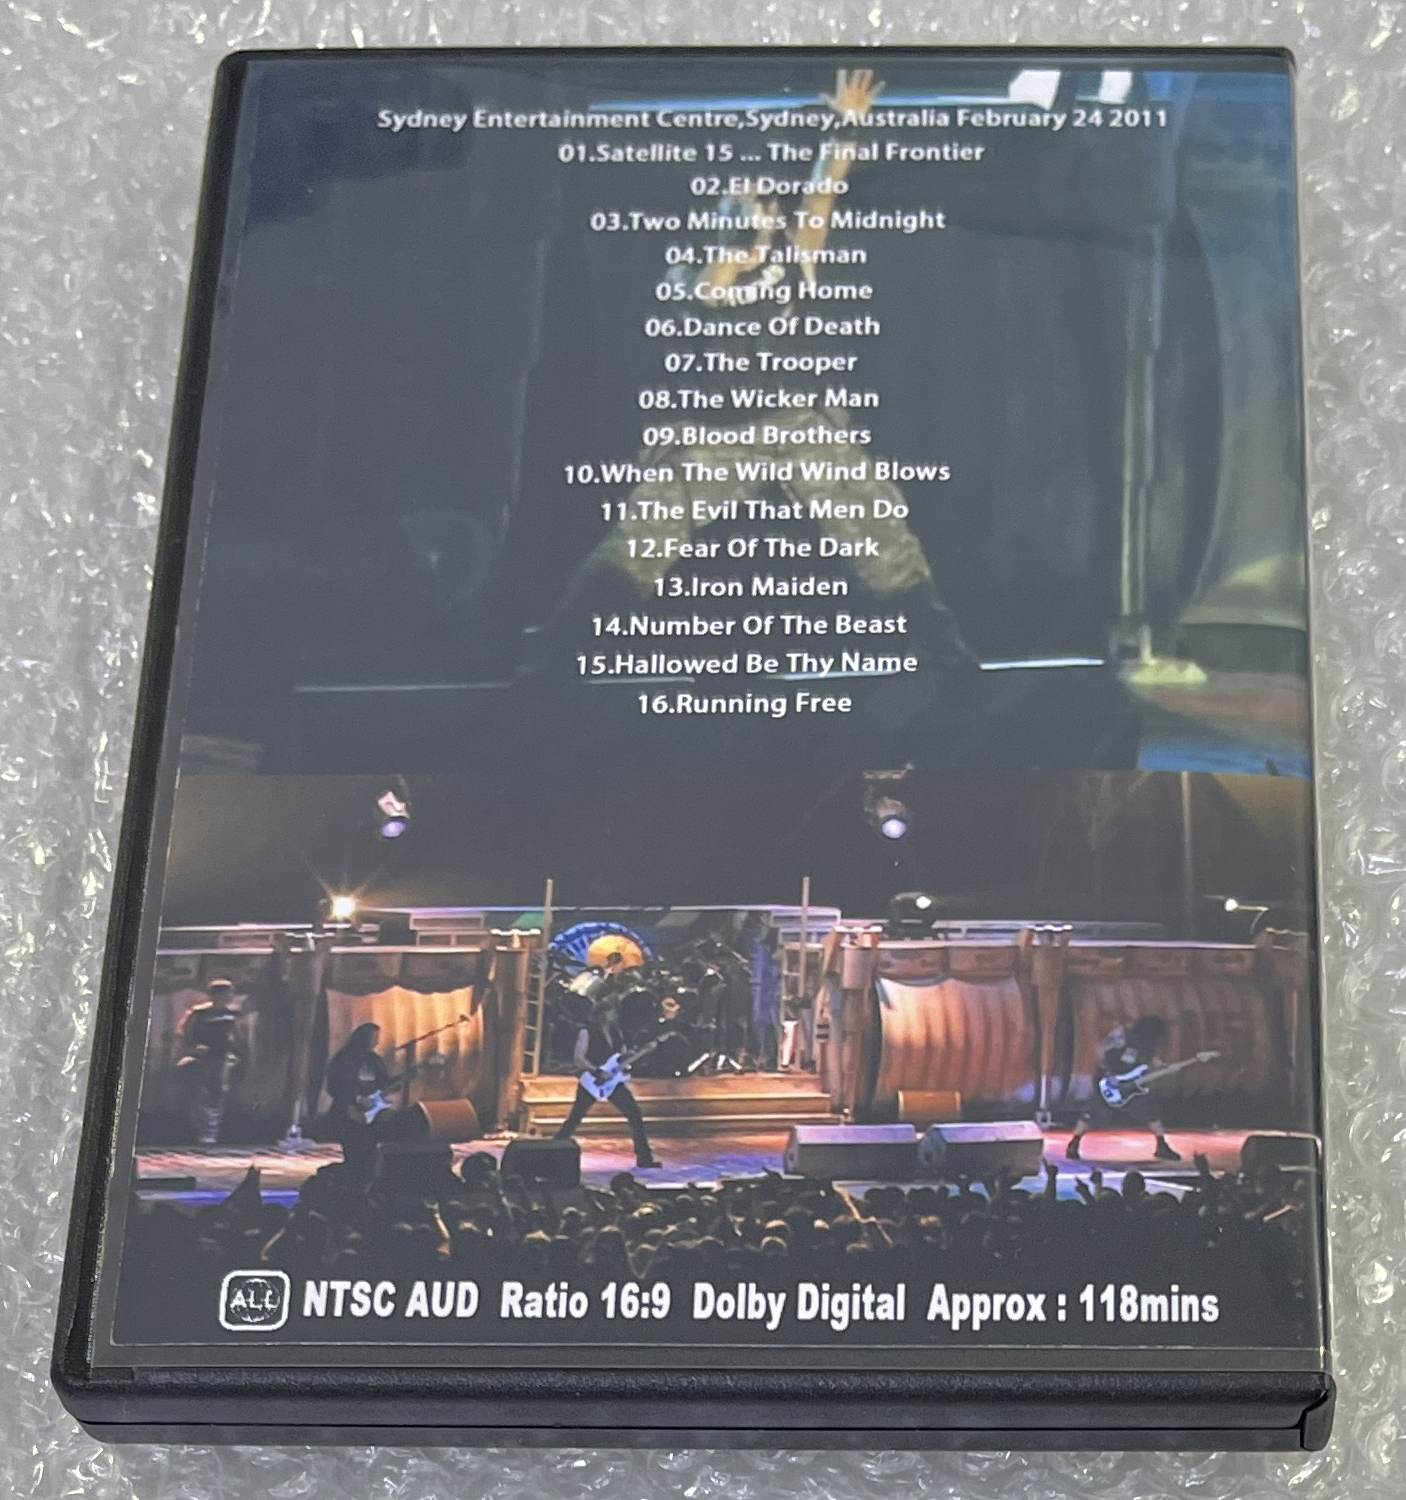 Sydney Entertainment Centre,Sydney,Australia February 24 2011
01.Satellite 15 ... The Final Frontier
02.El Dorado
03.Two Minutes To Midnight
04.The Talisman
05.Coming Home
06.Dance Of Death
07.The Trooper
08.The Wicker Man
09.Blood Brothers
10.When The Wild Wind Blows
11.The Evil That Men Do
12.Fear Of The Dark
13.Iron Maiden
14.Number Of The Beast
15.Hallowed Be Thy Name
16.Running Free
ALL NTSC AUD Ratio 16:9 Dolby Digital Approx : 118mins